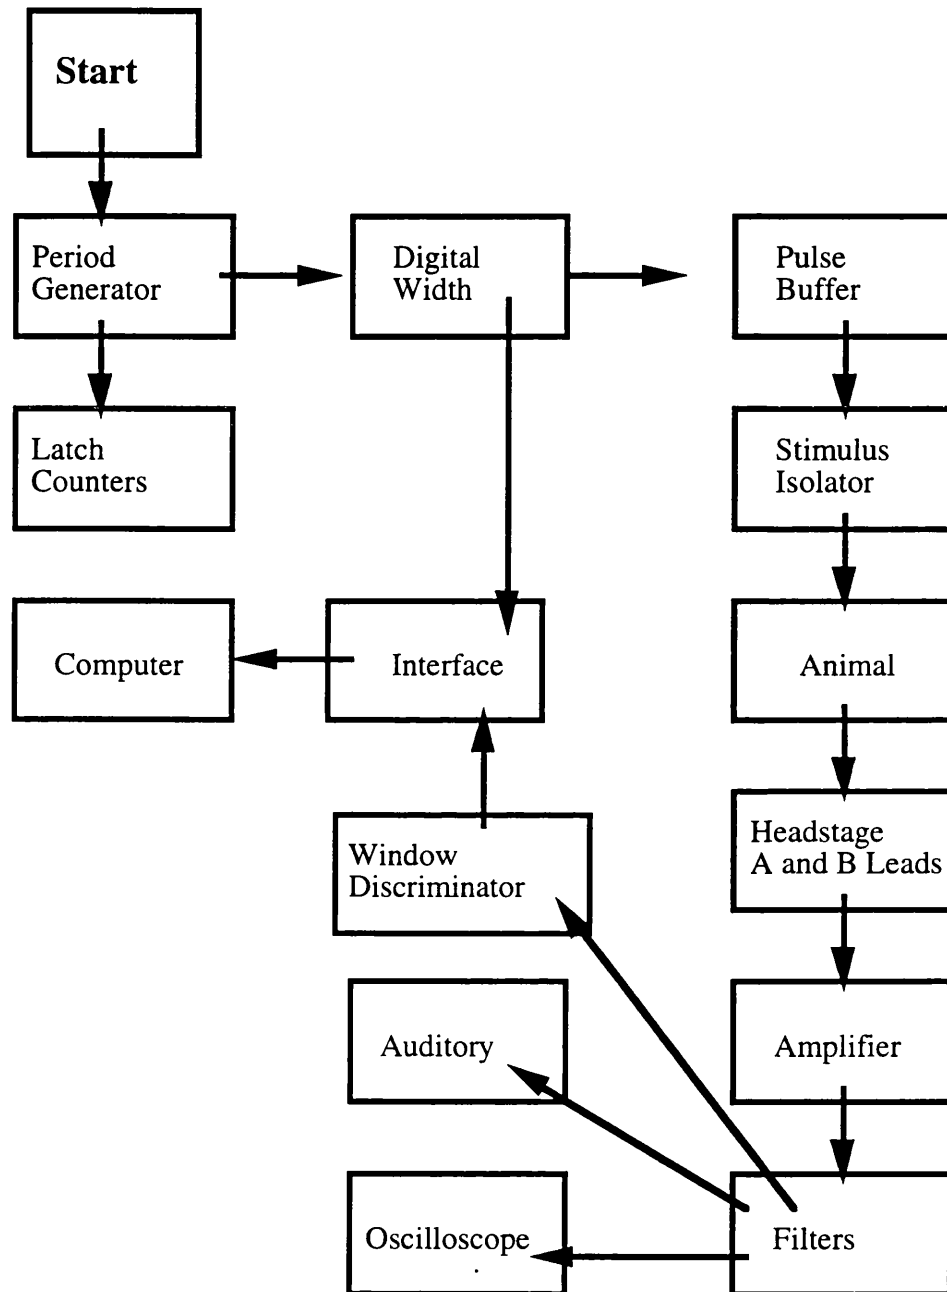 Start
Period
Generator
Digital
Width
Pulse
Buffer
Latch
Counters
Stimulus
Isolator
Computer
Interface
Animal
Window
Discriminator
Headstage
A and B Leads
Auditory
Amplifier
Oscilloscope
Filters